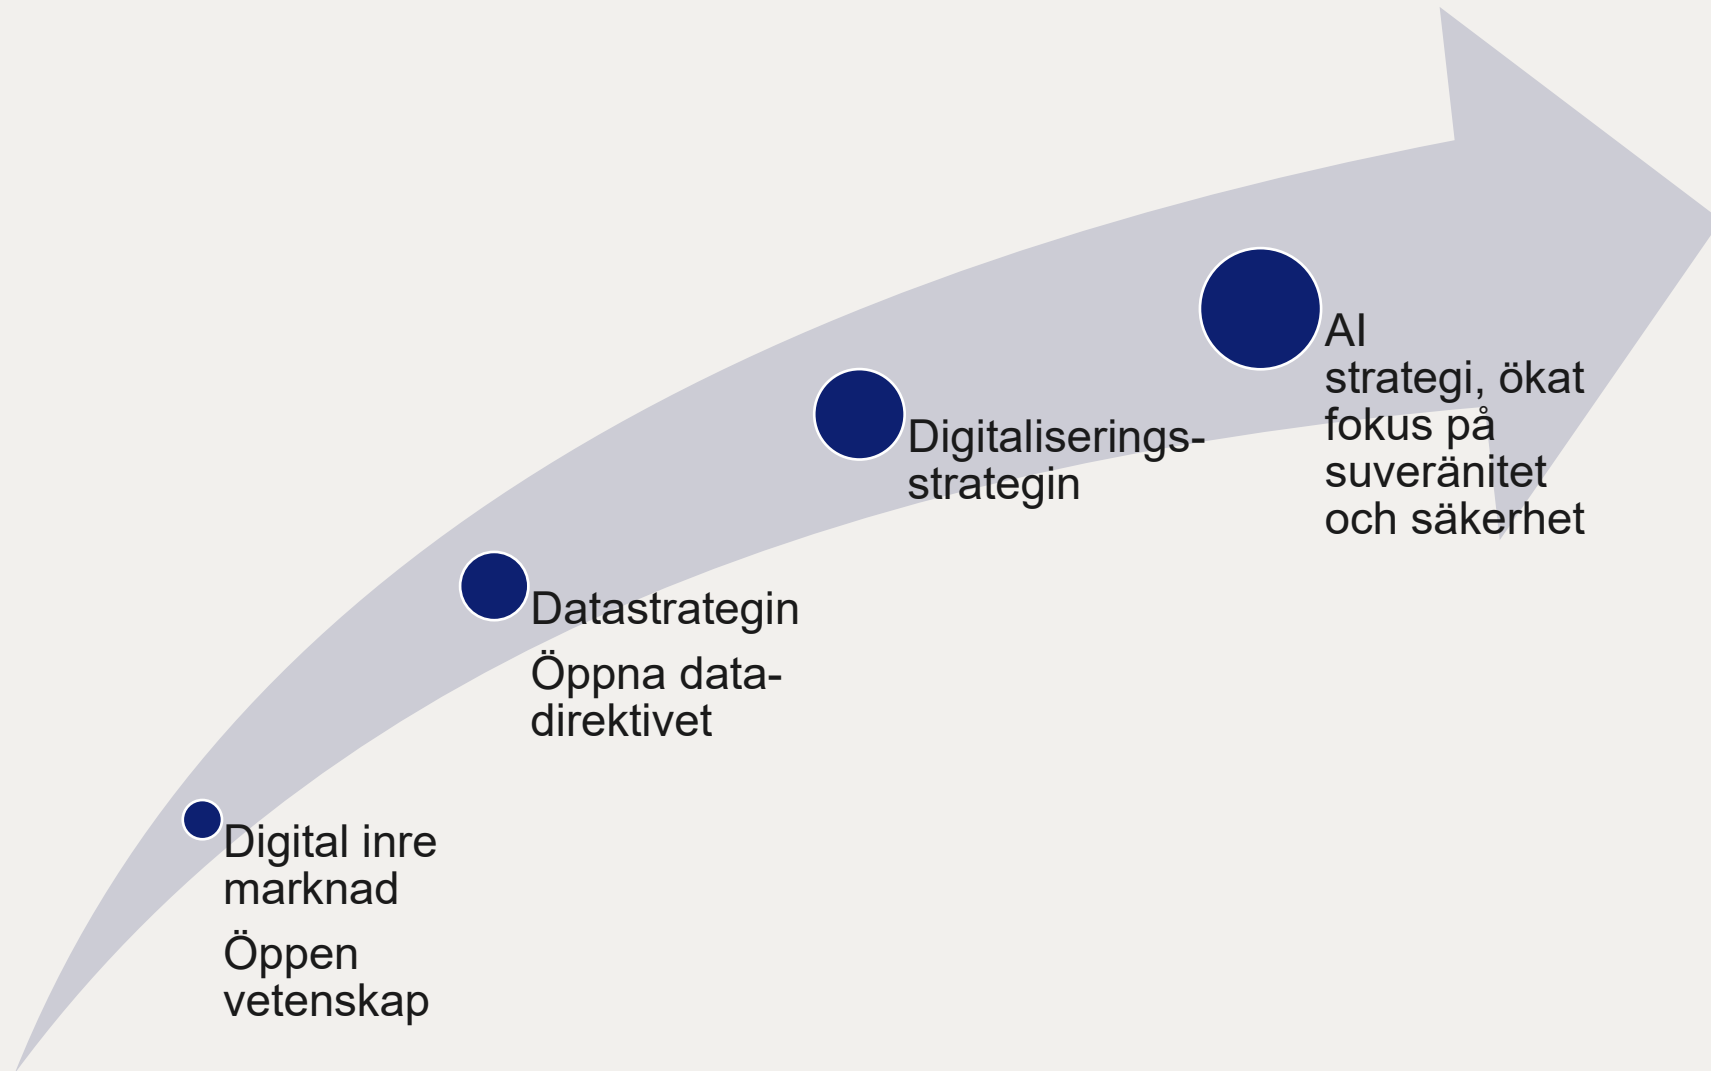 Digital inre
marknad
Öppen
vetenskap
Datastrategin
Öppna data-
direktivet
Digitaliserings-
strategin
AI
strategi, ökat
fokus på
suveränitet
och säkerhet